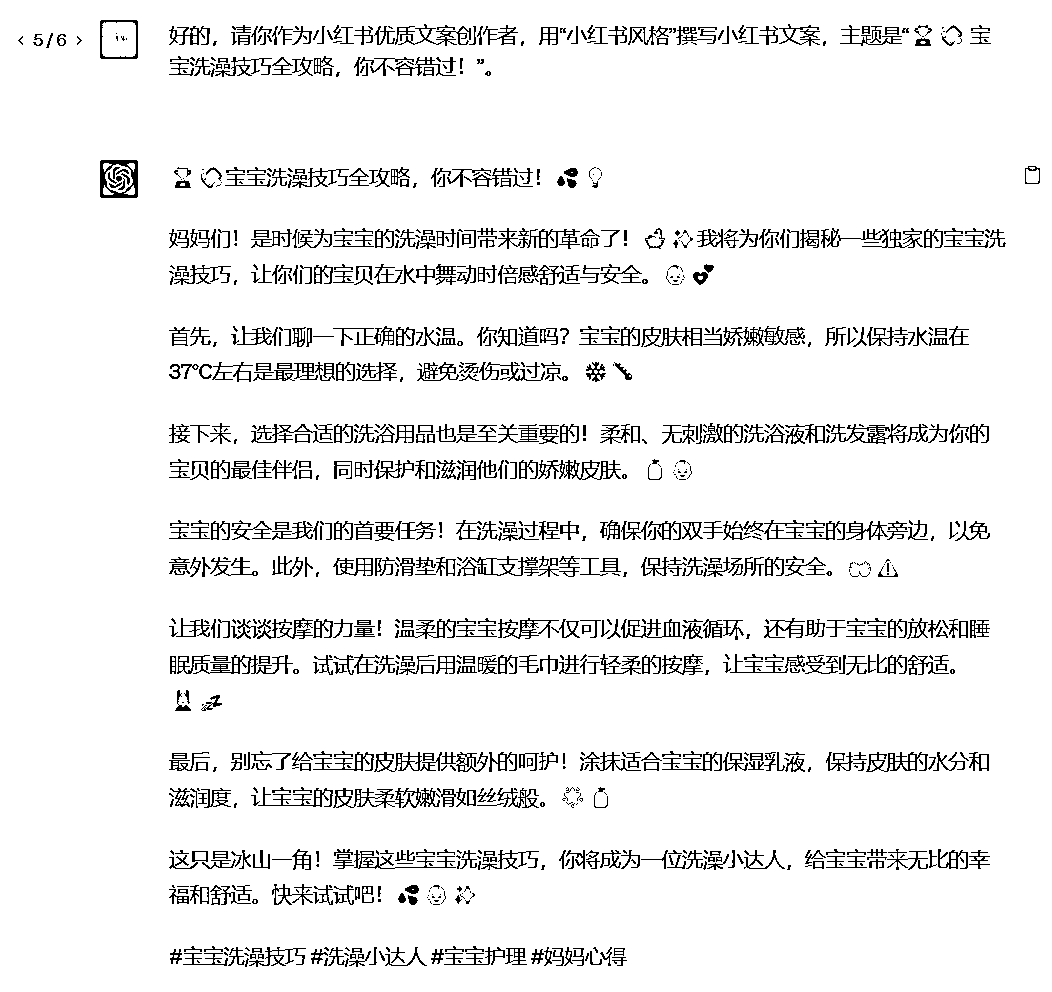 ‹ 5/6 ›
好的，请你作为小红书优质文案创作者，用“小红书风格”撰写小红书文案，主题是“🏆 宝
宝洗澡技巧全攻略，你不容错过！”。
🏆 宝宝洗澡技巧全攻略，你不容错过！💦💡
妈妈们！是时候为宝宝的洗澡时间带来新的革命了！✨我将为你们揭秘一些独家的宝宝洗
澡技巧，让你们的宝贝在水中舞动时倍感舒适与安全。👶💕
首先，让我们聊一下正确的水温。你知道吗？宝宝的皮肤相当娇嫩敏感，所以保持水温在
37℃左右是最理想的选择，避免烫伤或过凉。❄️
接下来，选择合适的洗浴用品也是至关重要的！柔和、无刺激的洗浴液和洗发露将成为你的
宝贝的最佳伴侣，同时保护和滋润他们的娇嫩皮肤。🧴👶
宝宝的安全是我们的首要任务！在洗澡过程中，确保你的双手始终在宝宝的身体旁边，以免
意外发生。此外，使用防滑垫和浴缸支撑架等工具，保持洗澡场所的安全。⚠️
让我们谈谈按摩的力量！温柔的宝宝按摩不仅可以促进血液循环，还有助于宝宝的放松和睡
眠质量的提升。试试在洗澡后用温暖的毛巾进行轻柔的按摩，让宝宝感受到无比的舒适。
💤
最后，别忘了给宝宝的皮肤提供额外的呵护！涂抹适合宝宝的保湿乳液，保持皮肤的水分和
滋润度，让宝宝的皮肤柔软嫩滑如丝绒般。🧴
这只是冰山一角！掌握这些宝宝洗澡技巧，你将成为一位洗澡小达人，给宝宝带来无比的幸
福和舒适。快来试试吧！💦👶✨
#宝宝洗澡技巧 #洗澡小达人 #宝宝护理 #妈妈心得